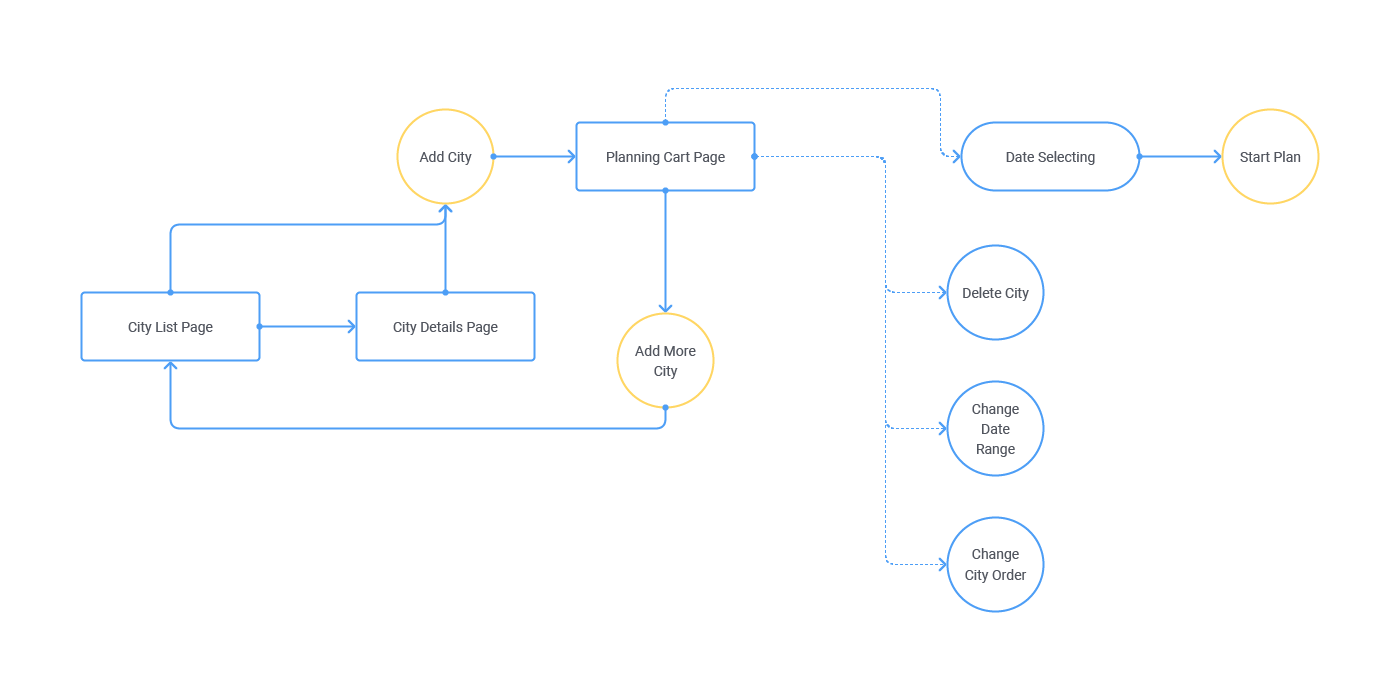 Add City
Planning Cart Page
Date Selecting
Start Plan
Delete City
City List Page
City Details Page
Add More
City
Change
Date
Range
Change
City Order